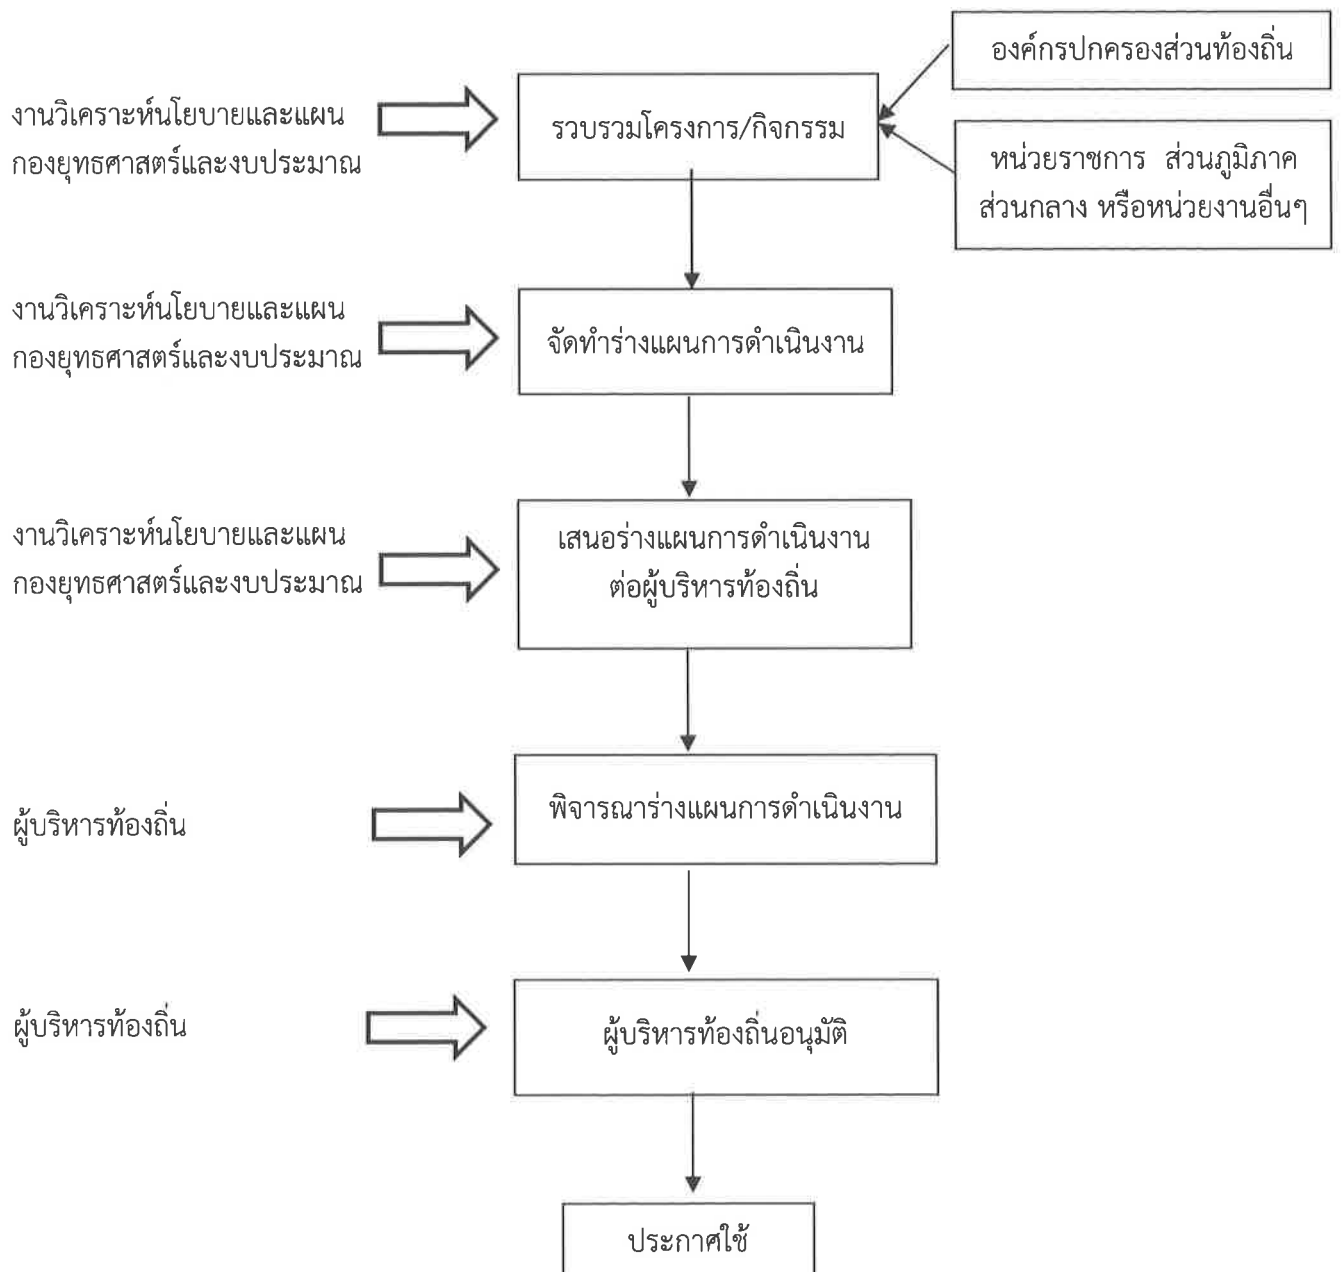 องค์กรปกครองส่วนท้องถิ่น
งานวิเคราะห์นโยบายและแผน
กองยุทธศาสตร์และงบประมาณ
รวบรวมโครงการ/กิจกรรม
หน่วยราชการ ส่วนภูมิภาค
ส่วนกลาง หรือหน่วยงานอื่นๆ
งานวิเคราะห์นโยบายและแผน
กองยุทธศาสตร์และงบประมาณ
จัดทำร่างแผนการดำเนินงาน
งานวิเคราะห์นโยบายและแผน
กองยุทธศาสตร์และงบประมาณ
เสนอร่างแผนการดำเนินงาน
ต่อผู้บริหารท้องถิ่น
ผู้บริหารท้องถิ่น
พิจารณาร่างแผนการดำเนินงาน
ผู้บริหารท้องถิ่น
ผู้บริหารท้องถิ่นอนุมัติ
ประกาศใช้